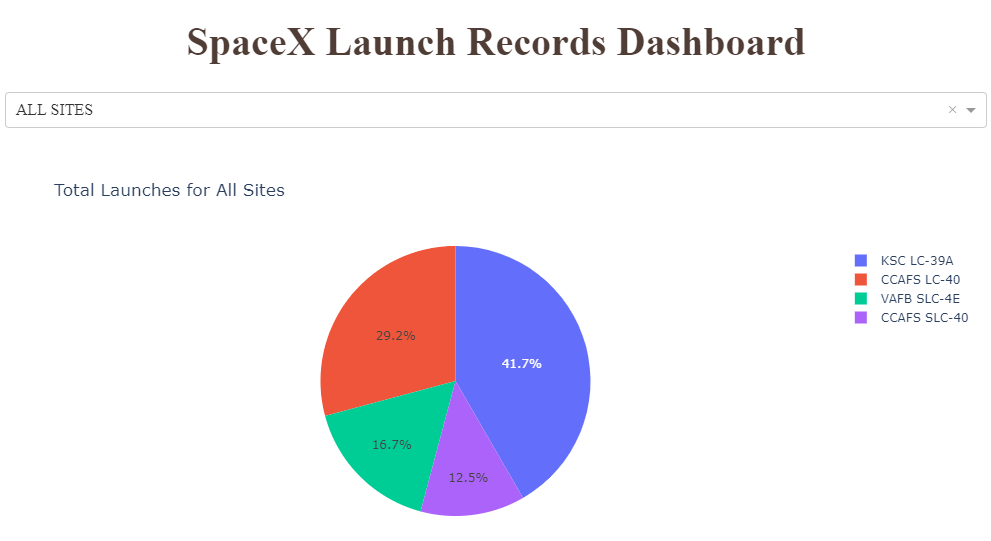 SpaceX Launch Records Dashboard
ALL SITES
×
Total Launches for All Sites
KSC LC-39A
CCAFS LC-40
VAFB SLC-4E
CCAFS SLC-40
29.2%
41.7%
16.7%
12.5%